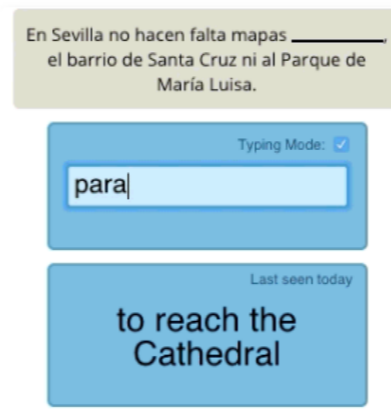 En Sevilla no hacen falta mapas __________,
el barrio de Santa Cruz ni al Parque de
María Luisa.
Typing Mode:
para
Last seen today
to reach the
Cathedral